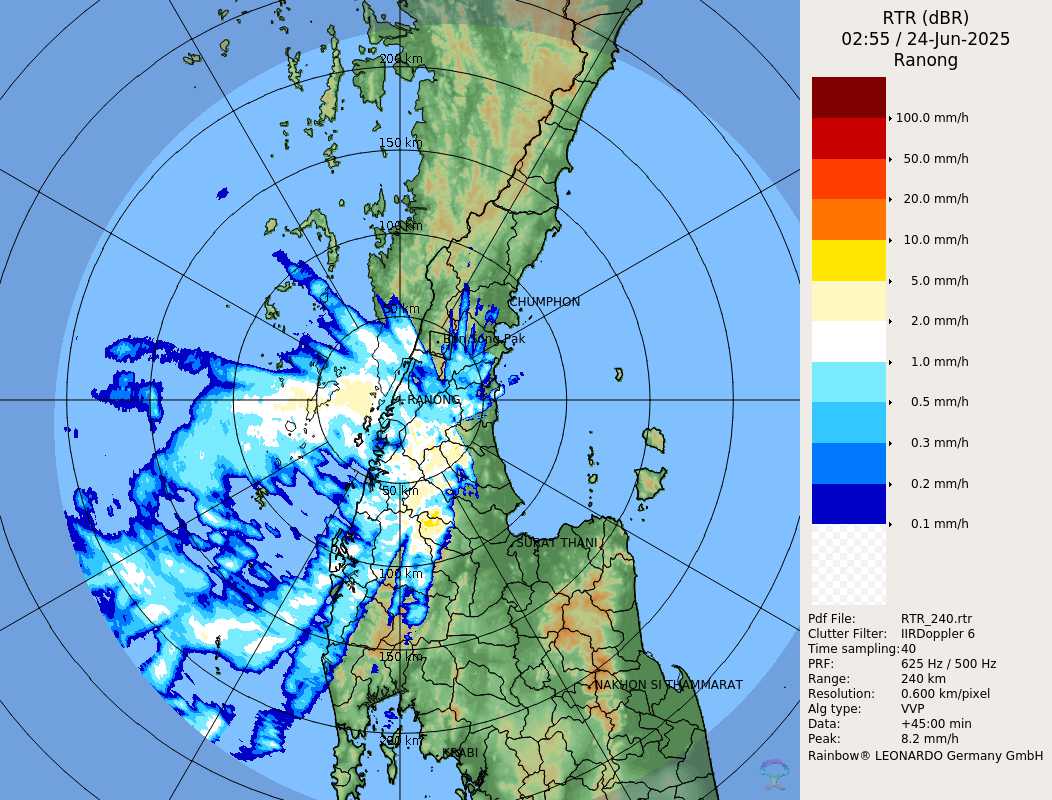 RTR (dBR)
02:55 / 24-Jun-2025
Ranong
100.0 mm/h
50.0 mm/h
20.0 mm/h
10.0 mm/h
5.0 mm/h
2.0 mm/h
1.0 mm/h
0.5 mm/h
0.3 mm/h
0.2 mm/h
0.1 mm/h
Pdf File: RTR_240.rtr
Clutter Filter: IIRDoppler 6
Time sampling:40
PRF: 625 Hz / 500 Hz
Range: 240 km
Resolution: 0.600 km/pixel
Alg type: VVP
Data: +45:00 min
Peak: 8.2 mm/h
Rainbow® LEONARDO Germany GmbH
200 km
150 km
100 km
50 km
CHUMPHON
RANONG
50 km
SURAT THANI
100 km
150 km
NAKHON SI THAMMARAT
200 km
KRABI